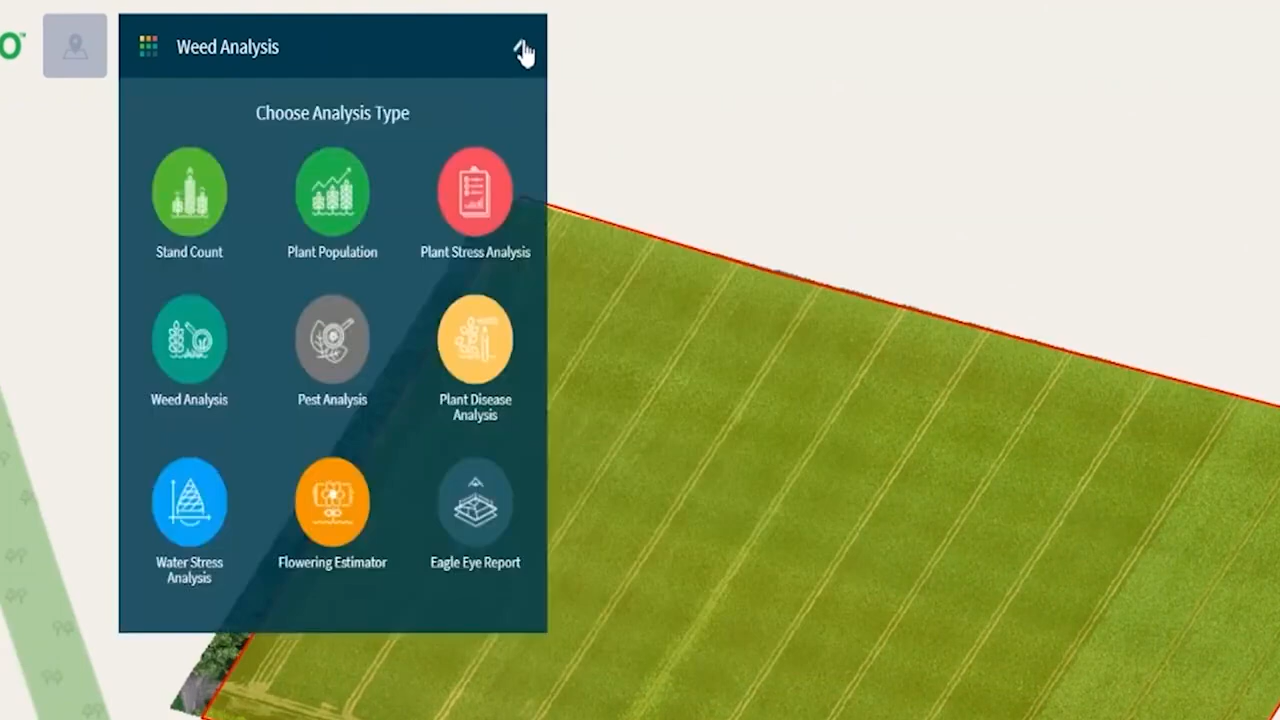 O™
Weed Analysis
Choose Analysis Type
Stand Count
Plant Population
Plant Stress Analysis
Weed Analysis
Pest Analysis
Plant Disease
Analysis
Water Stress
Analysis
Flowering Estimator
Eagle Eye Report